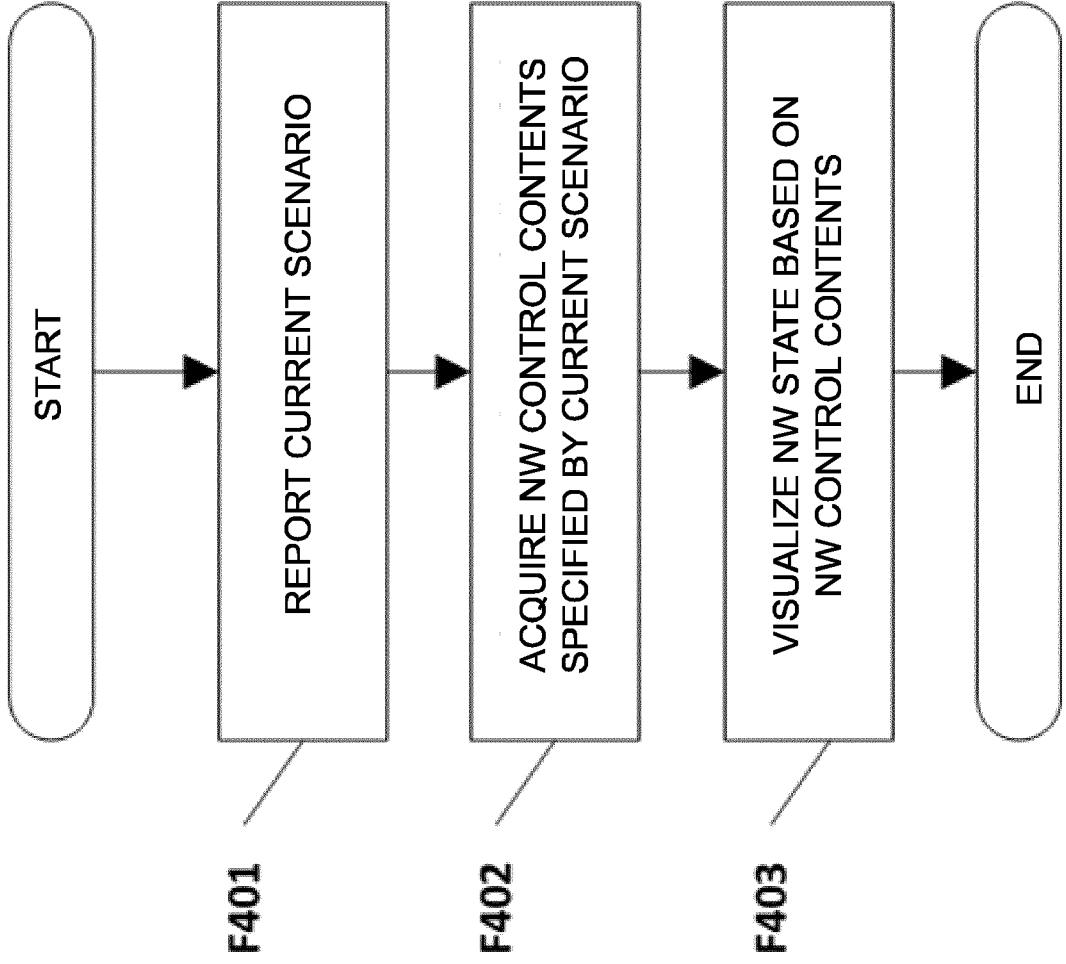 START
F401
REPORT CURRENT SCENARIO
F402
ACQUIRE NW CONTROL CONTENTS
SPECIFIED BY CURRENT SCENARIO
F403
VISUALIZE NW STATE BASED ON
NW CONTROL CONTENTS
END